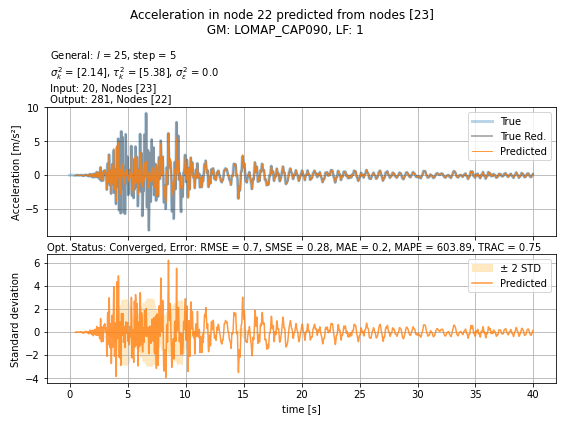 Acceleration in node 22 predicted from nodes [23]
GM: LOMAP_CAP090, LF: 1
General: l = 25, step = 5
σ²ₖ = [2.14], τ²ₖ = [5.38], σ²ε = 0.0
Input: 20, Nodes [23]
Output: 281, Nodes [22]
Acceleration [m/s²]
10
5
0
−5
True
True Red.
Predicted
Opt. Status: Converged, Error: RMSE = 0.7, SMSE = 0.28, MAE = 0.2, MAPE = 603.89, TRAC = 0.75
Standard deviation
6
4
2
0
−2
−4
± 2 STD
Predicted
0 5 10 15 20 25 30 35 40
time [s]